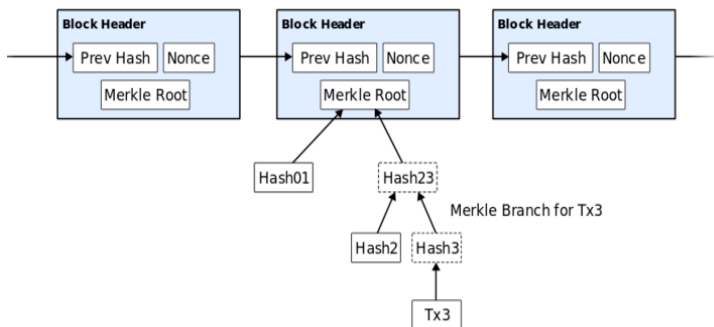 Block Header Block Header Block Header
Prev Hash Nonce Prev Hash Nonce Prev Hash Nonce
Merkle Root Merkle Root Merkle Root
Hash01 Hash23
Merkle Branch for Tx3
Hash2 Hash3
Tx3